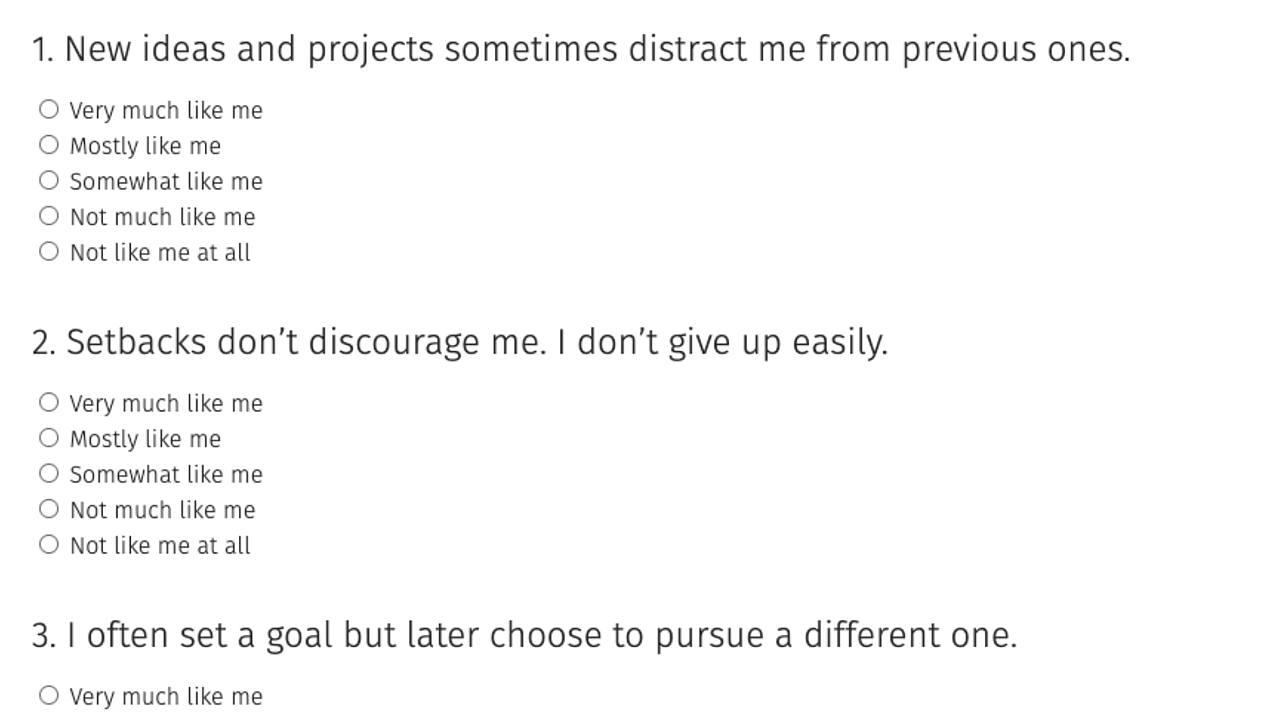 1. New ideas and projects sometimes distract me from previous ones.
Very much like me
Mostly like me
Somewhat like me
Not much like me
Not like me at all
2. Setbacks don’t discourage me. I don’t give up easily.
Very much like me
Mostly like me
Somewhat like me
Not much like me
Not like me at all
3. I often set a goal but later choose to pursue a different one.
Very much like me